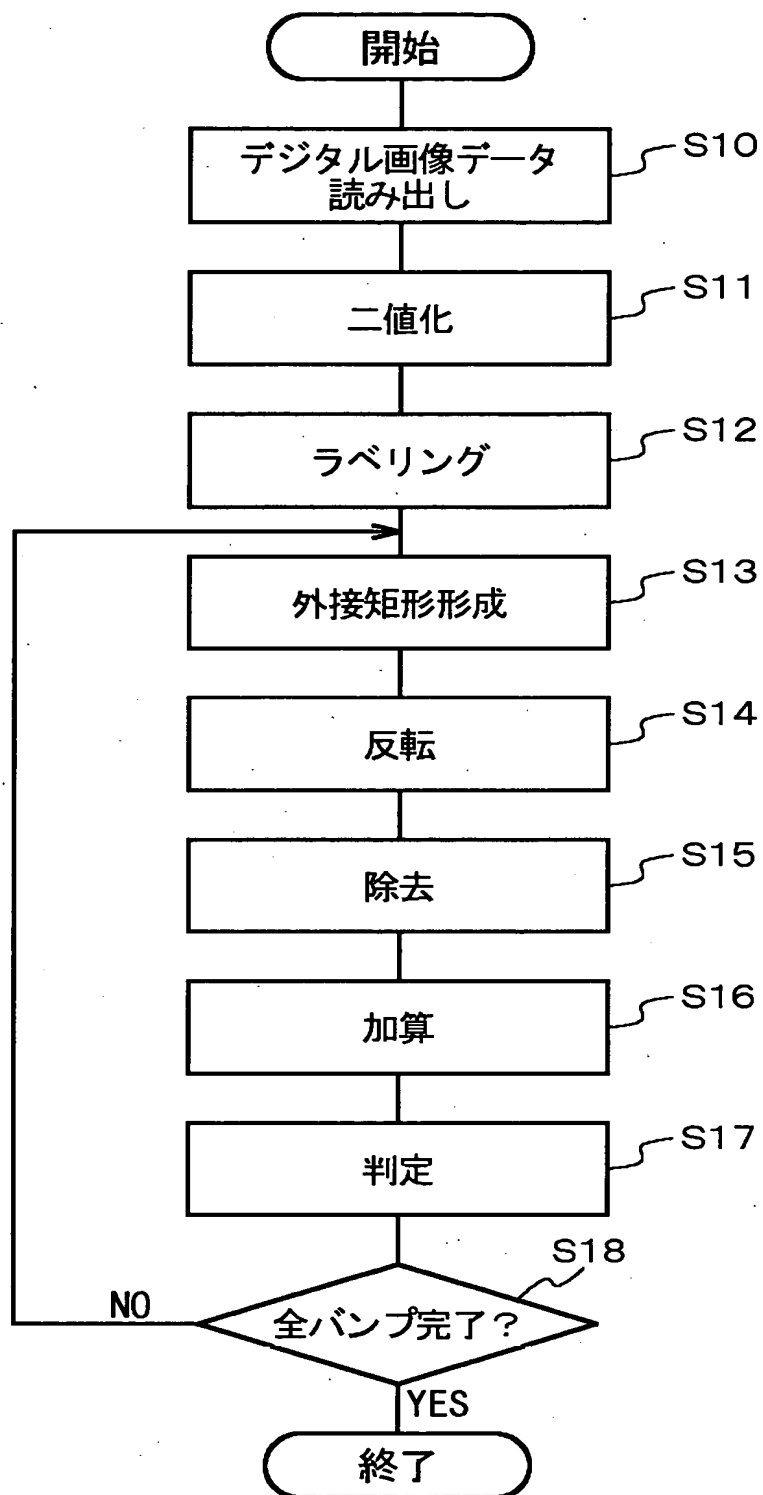 開始
デジタル画像データ
読み出し
S10
二値化
S11
ラベリング
S12
外接矩形形成
S13
反転
S14
除去
S15
加算
S16
判定
S17
S18
全バンプ完了?
NO
YES
終了